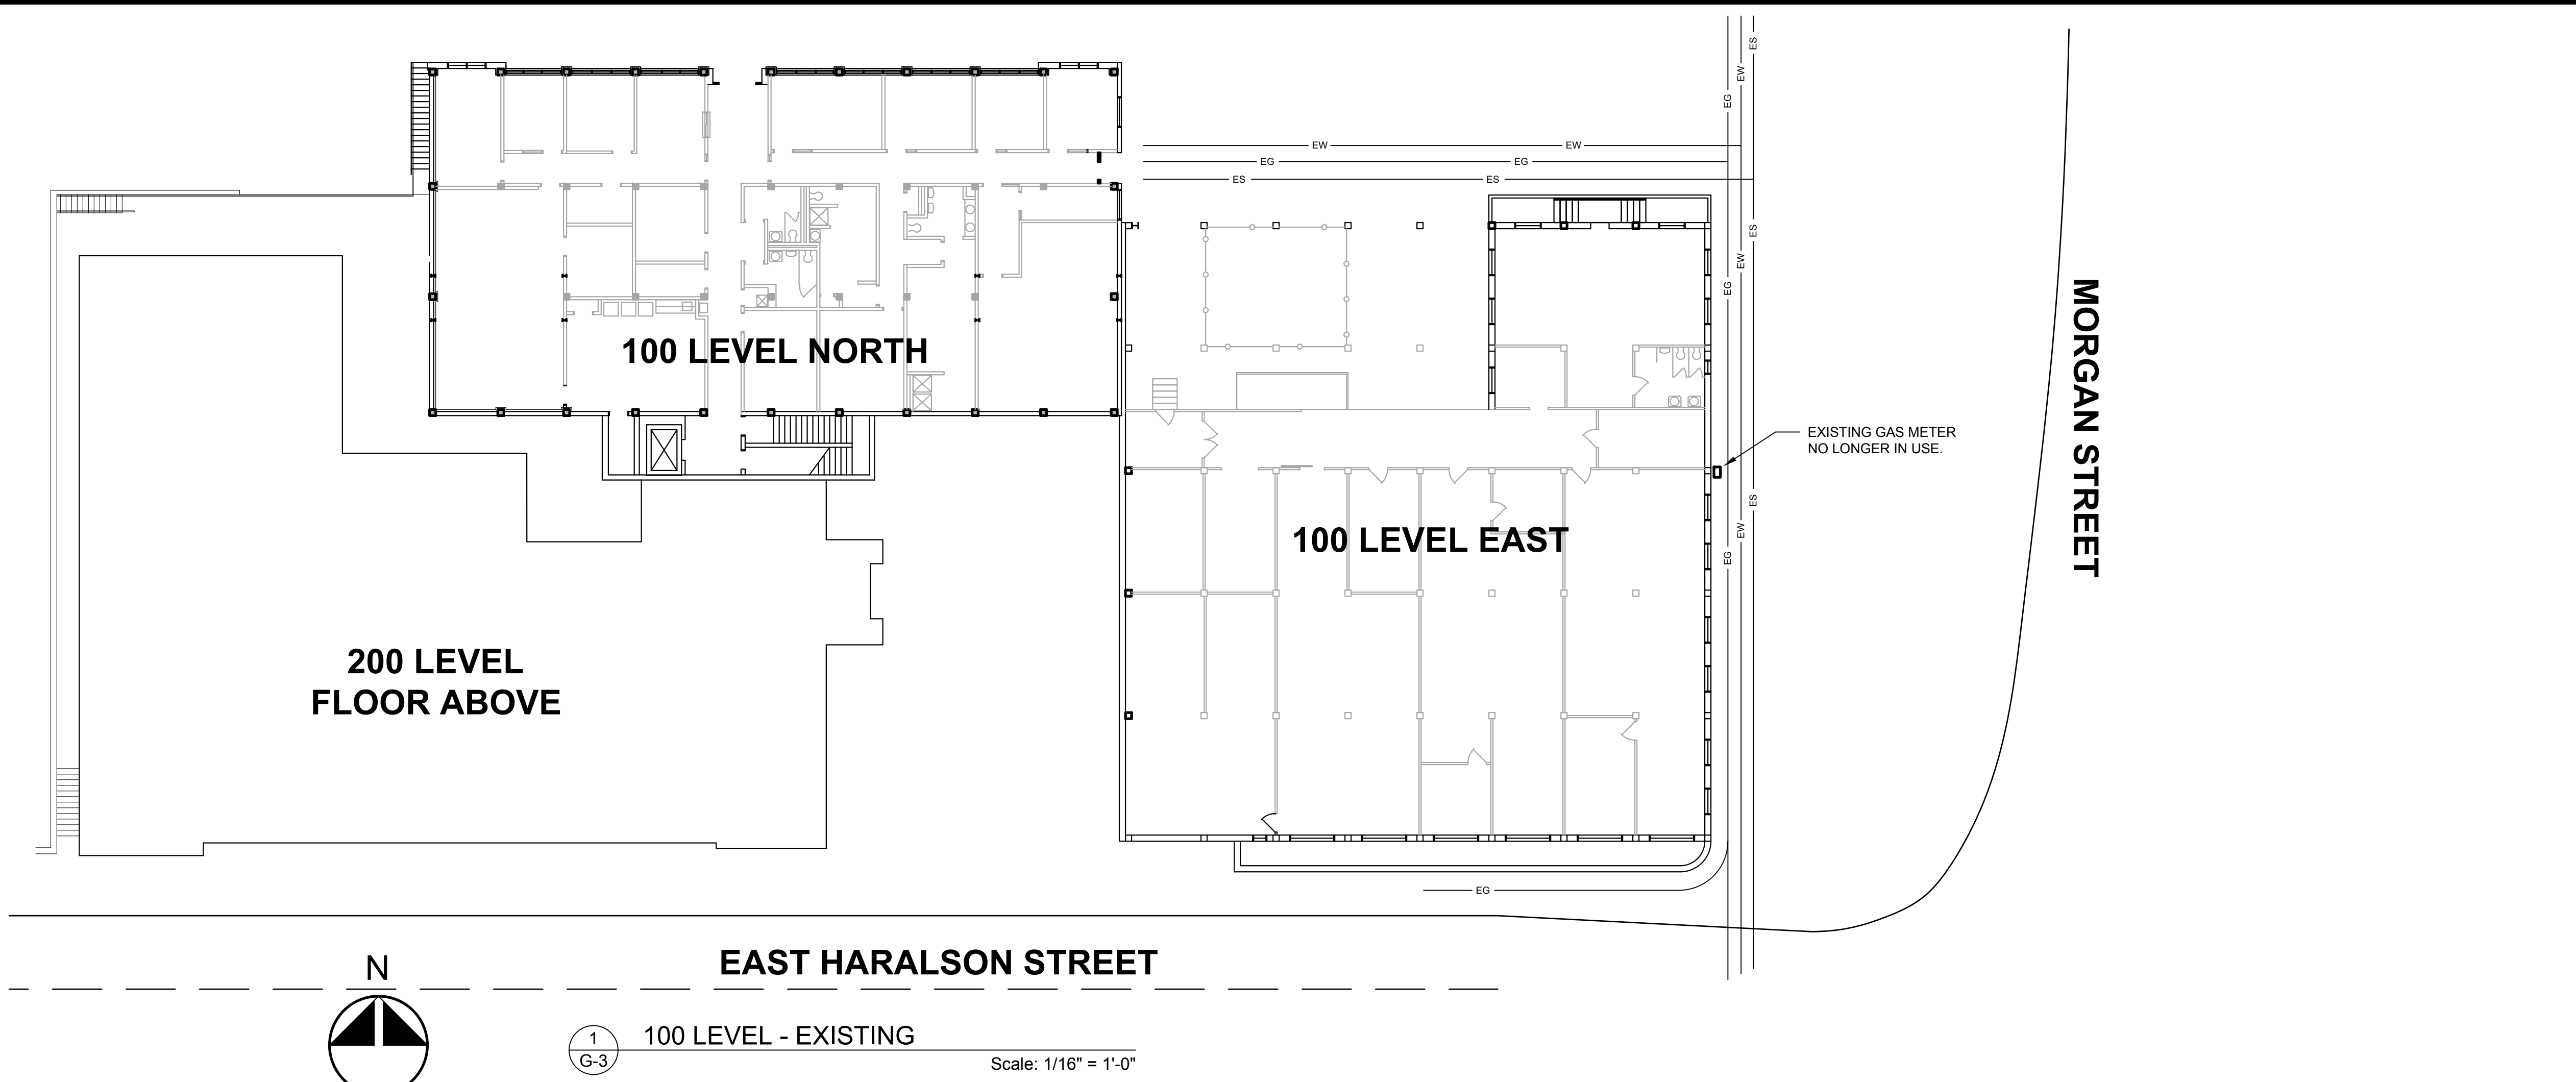 ES
EW
EG
EW
EW
EG
EG
ES
ES
ES
EW
EG
MORGAN STREET
100 LEVEL NORTH
EXISTING GAS METER
NO LONGER IN USE.
ES
EW
EG
100 LEVEL EAST
200 LEVEL
FLOOR ABOVE
EG
EAST HARALSON STREET
N
1
G-3
100 LEVEL - EXISTING
Scale: 1/16" = 1'-0"